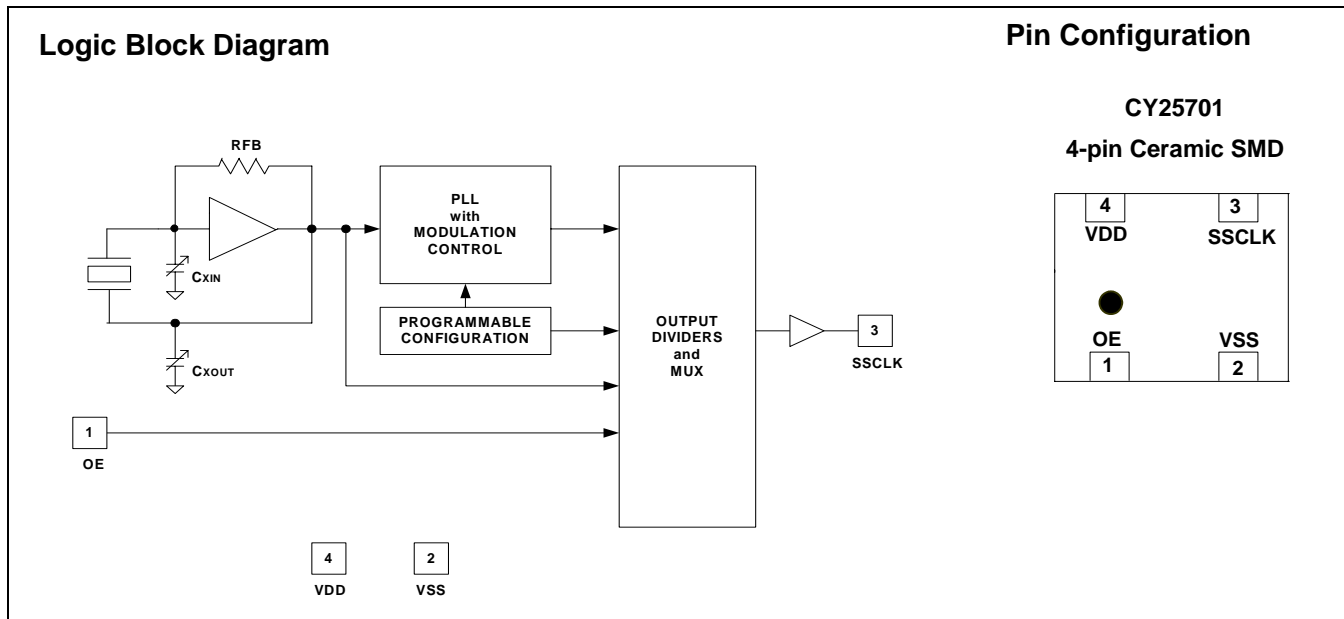 Logic Block Diagram
RFB
CXIN
CXOUT
PLL
with
MODULATION
CONTROL
PROGRAMMABLE
CONFIGURATION
OUTPUT
DIVIDERS
and
MUX
3
SSCLK
1
OE
4
VDD
2
VSS
Pin Configuration
CY25701
4-pin Ceramic SMD
4
VDD
3
SSCLK
OE
1
VSS
2